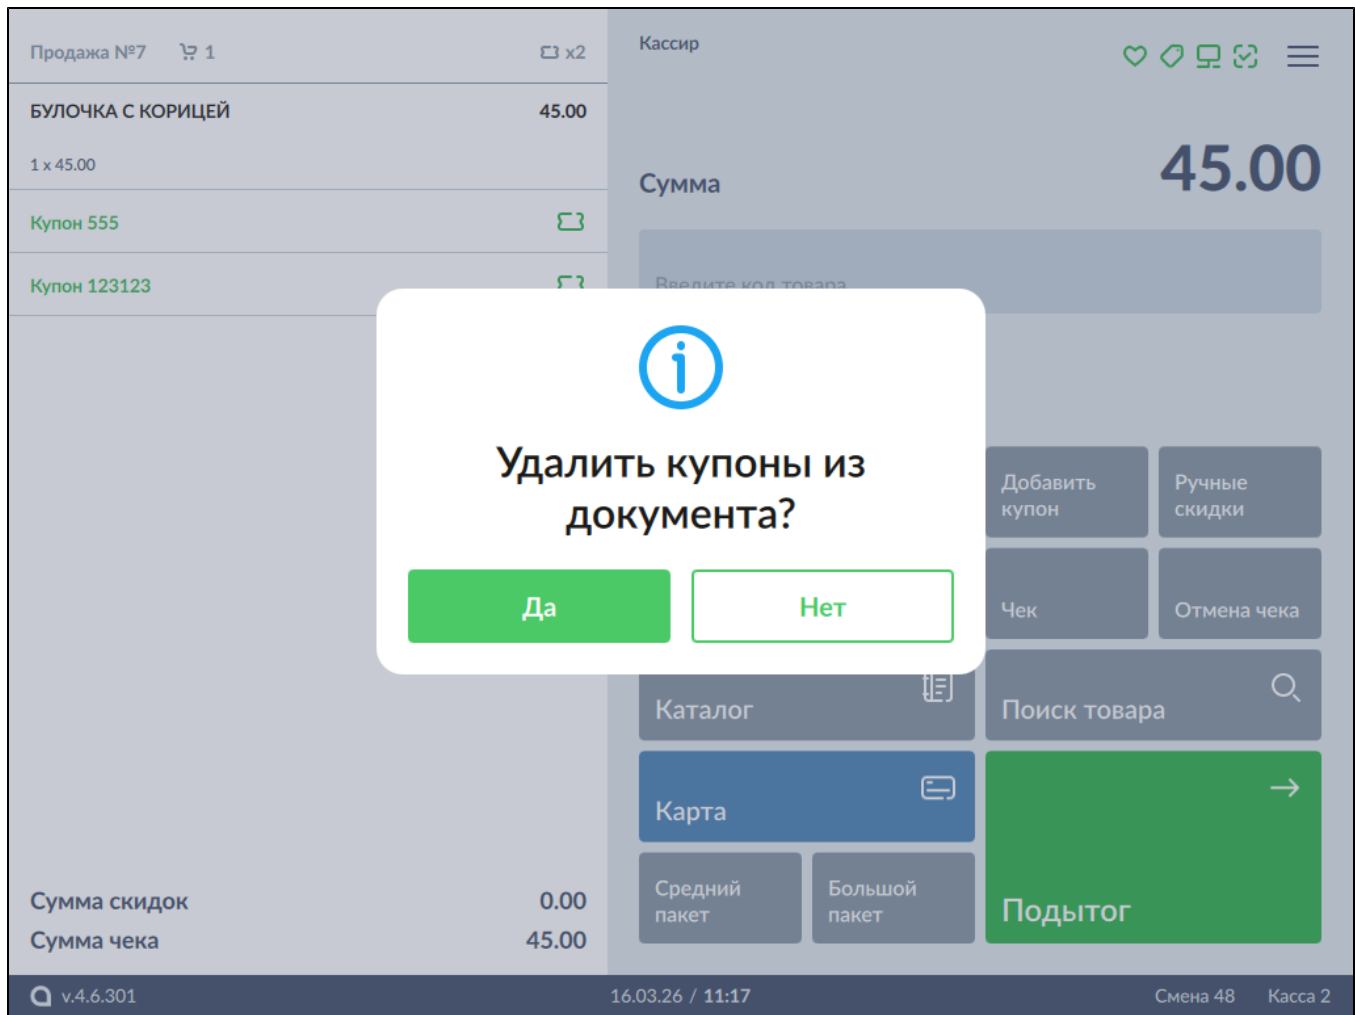 Продажа №7 1 x2
БУЛОЧКА С КОРИЦЕЙ 45.00
1 x 45.00
Купон 555
Купон 123123
Кассир
Сумма 45.00
Введите код товара
Удалить купоны из
документа?
Да Нет
Добавить
купон
Ручные
скидки
Чек
Отмена чека
Каталог
Поиск товара
Карта
Средний
пакет
Большой
пакет
Подытог
Сумма скидок 0.00
Сумма чека 45.00
v.4.6.301 16.03.26 / 11:17 Смена 48 Касса 2